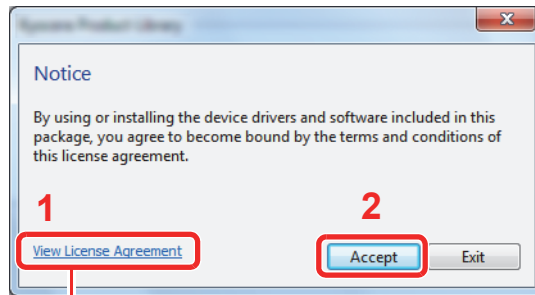 Notice
By using or installing the device drivers and software included in this
package, you agree to become bound by the terms and conditions of
this license agreement.
1
2
View License Agreement
Accept
Exit